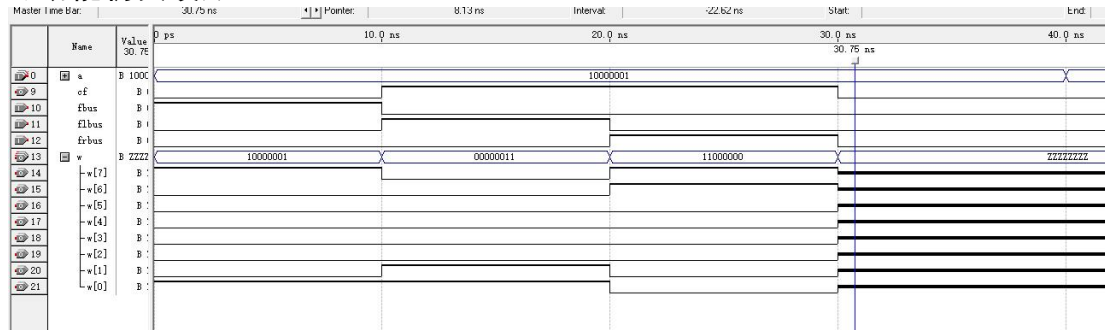 Master Time Bar: 30.75 ns Pointer: 8.13 ns Interval: -22.62 ns Start: End:
Name Value 30.75 0 ps 10.0 ns 20.0 ns 30.0 ns 40.0 ns
30.75 ns
0 a B 1000 10000001
9 cf B
10 fbus B
11 flbus B
12 frbus B
13 w B ZZZZ 10000001 00000011 11000000 ZZZZZZZZ
14 w[7] B
15 w[6] B
16 w[5] B
17 w[4] B
18 w[3] B
19 w[2] B
20 w[1] B
21 w[0] B